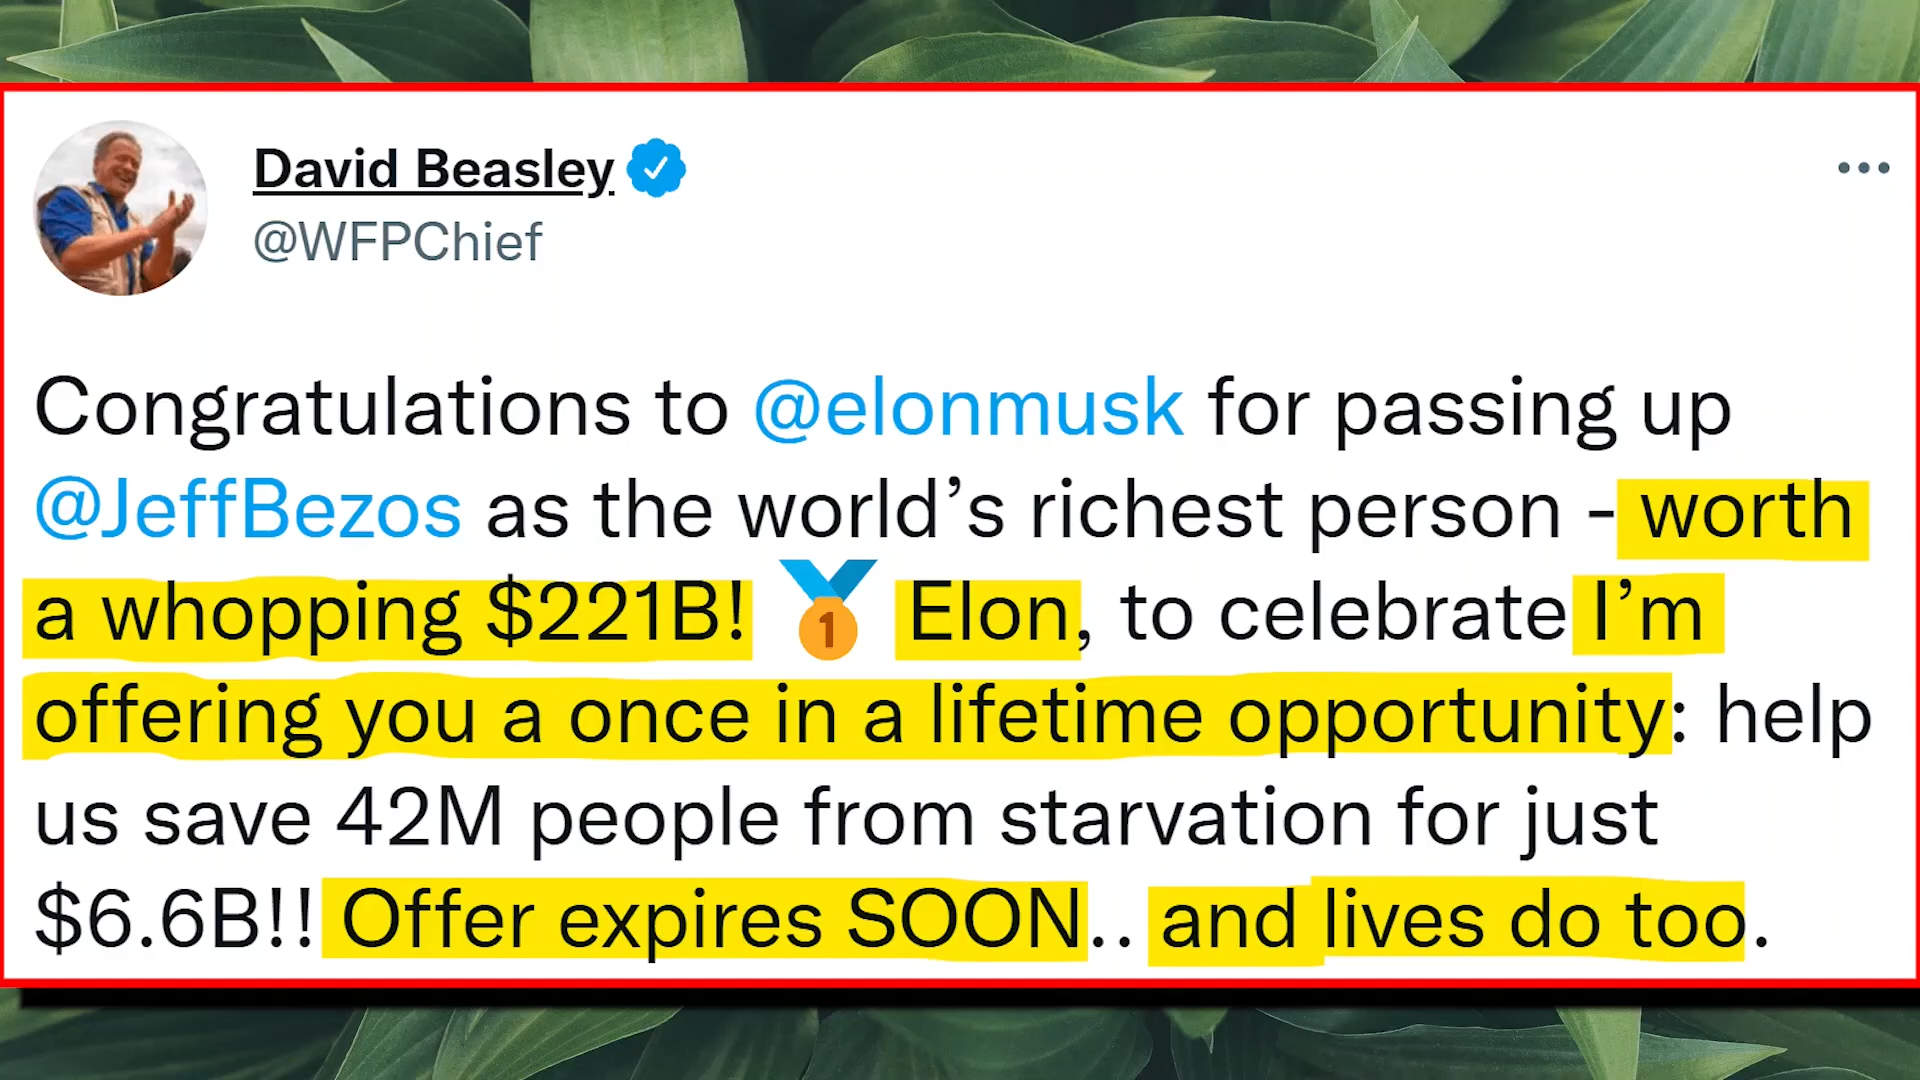 David Beasley
@WFPChief
Congratulations to @elonmusk for passing up
@JeffBezos as the world’s richest person - worth
a whopping $221B! 🥇 Elon, to celebrate I’m
offering you a once in a lifetime opportunity: help
us save 42M people from starvation for just
$6.6B!! Offer expires SOON.. and lives do too.